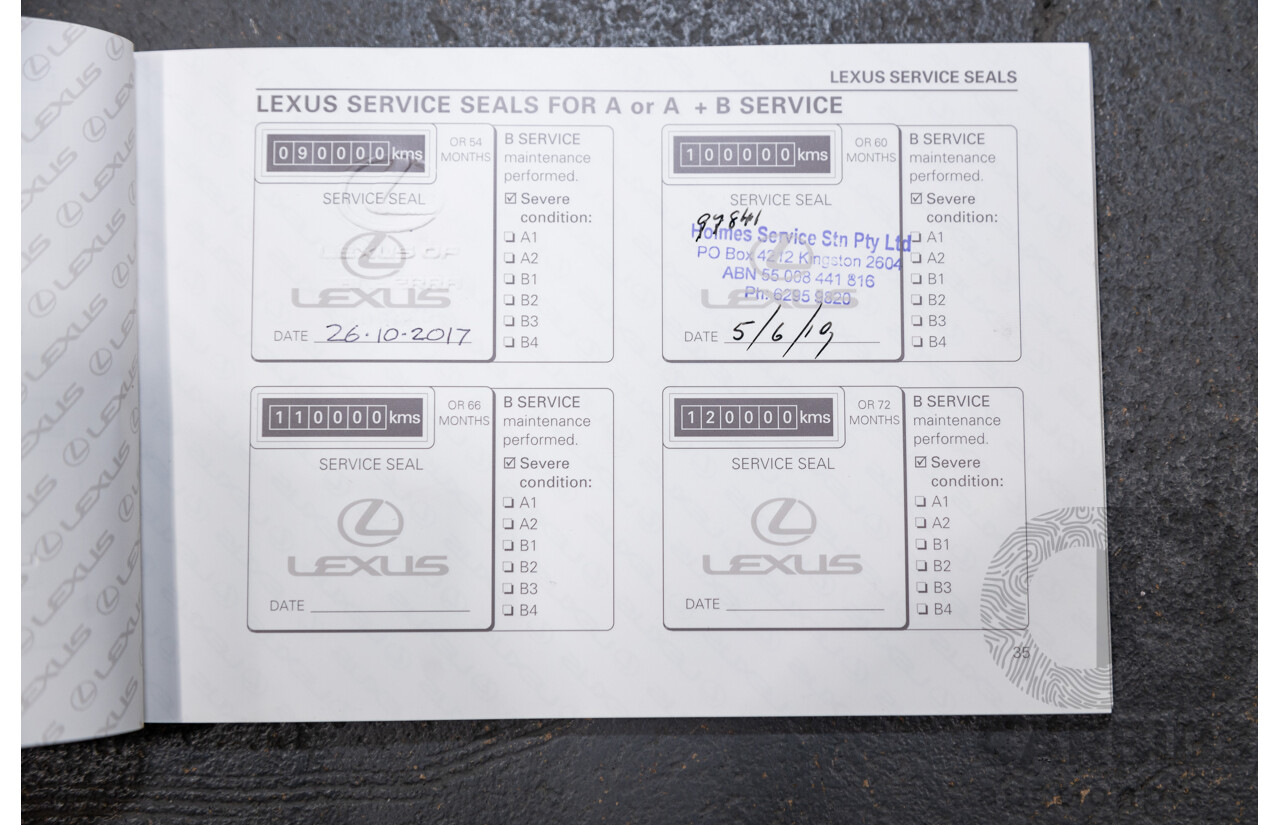 LEXUS SERVICE SEALS
LEXUS SERVICE SEALS FOR A or A + B SERVICE
090000 kms
OR 54
MONTHS
SERVICE SEAL
LEXUS OF
LEXUS
DATE 26-10-2017
B SERVICE
maintenance
performed.
☑ Severe
condition:
❏ A1
❏ A2
❏ B1
❏ B2
❏ B3
❏ B4
100000 kms
OR 60
MONTHS
SERVICE SEAL
97841
Holmes Service Stn Pty Ltd
PO Box 4212 Kingston 2604
ABN 55 008 441 816
Ph: 6295 9820
LEXUS
DATE 5/6/19
B SERVICE
maintenance
performed.
☑ Severe
condition:
❏ A1
❏ A2
❏ B1
❏ B2
❏ B3
❏ B4
110000 kms
OR 66
MONTHS
SERVICE SEAL
LEXUS
DATE
B SERVICE
maintenance
performed.
☑ Severe
condition:
❏ A1
❏ A2
❏ B1
❏ B2
❏ B3
❏ B4
120000 kms
OR 72
MONTHS
SERVICE SEAL
LEXUS
DATE
B SERVICE
maintenance
performed.
☑ Severe
condition:
❏ A1
❏ A2
❏ B1
❏ B2
❏ B3
❏ B4
35